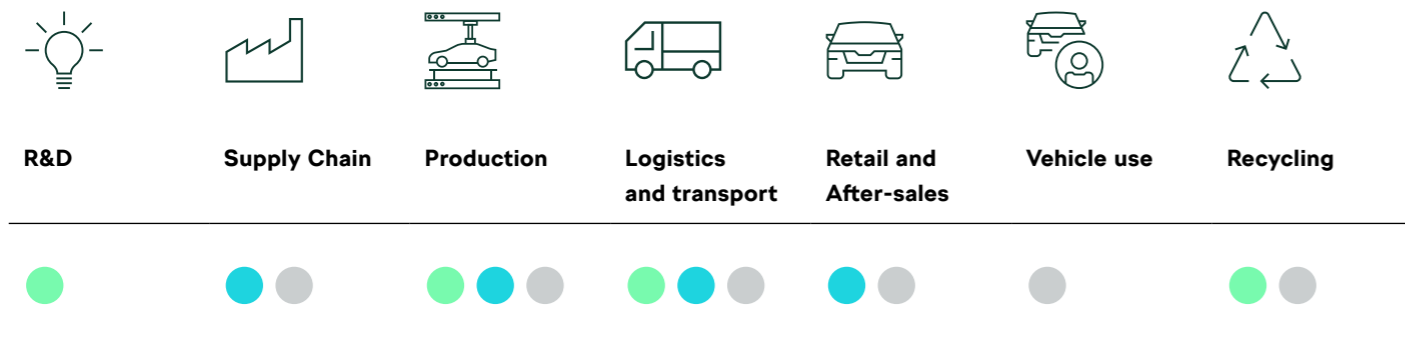 R&D
Supply Chain
Production
Logistics
and transport
Retail and
After-sales
Vehicle use
Recycling